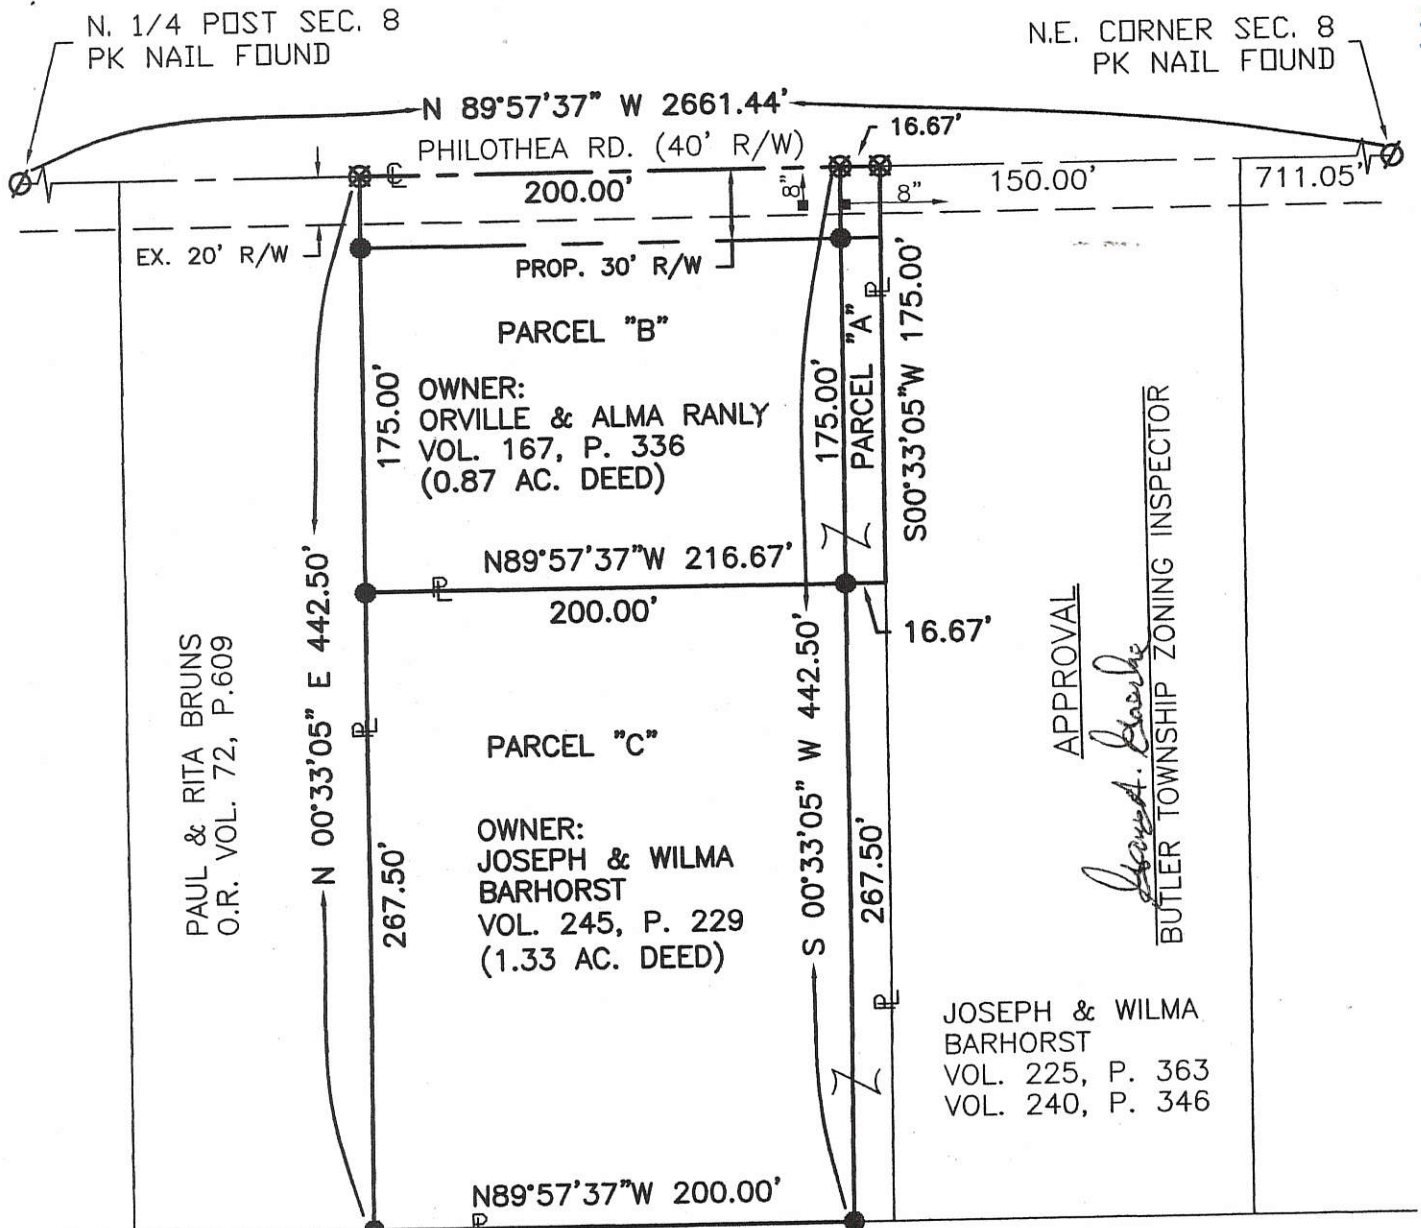 N. 1/4 POST SEC. 8
PK NAIL FOUND
N.E. CORNER SEC. 8
PK NAIL FOUND
N 89°57'37" W 2661.44'
16.67'
PHILOTHEA RD. (40' R/W)
200.00'
8"
8"
150.00'
711.05'
EX. 20' R/W
PROP. 30' R/W
PARCEL "B"
OWNER:
ORVILLE & ALMA RANLY
VOL. 167, P. 336
(0.87 AC. DEED)
175.00'
175.00'
PARCEL "A"
S00°33'05"W 175.00'
N89°57'37"W 216.67'
200.00'
16.67'
N 00°33'05" E 442.50'
S 00°33'05" W 442.50'
PAUL & RITA BRUNS
O.R. VOL. 72, P.609
PARCEL "C"
OWNER:
JOSEPH & WILMA
BARHORST
VOL. 245, P. 229
(1.33 AC. DEED)
267.50'
267.50'
APPROVAL
BUTLER TOWNSHIP ZONING INSPECTOR
JOSEPH & WILMA
BARHORST
VOL. 225, P. 363
VOL. 240, P. 346
N89°57'37"W 200.00'